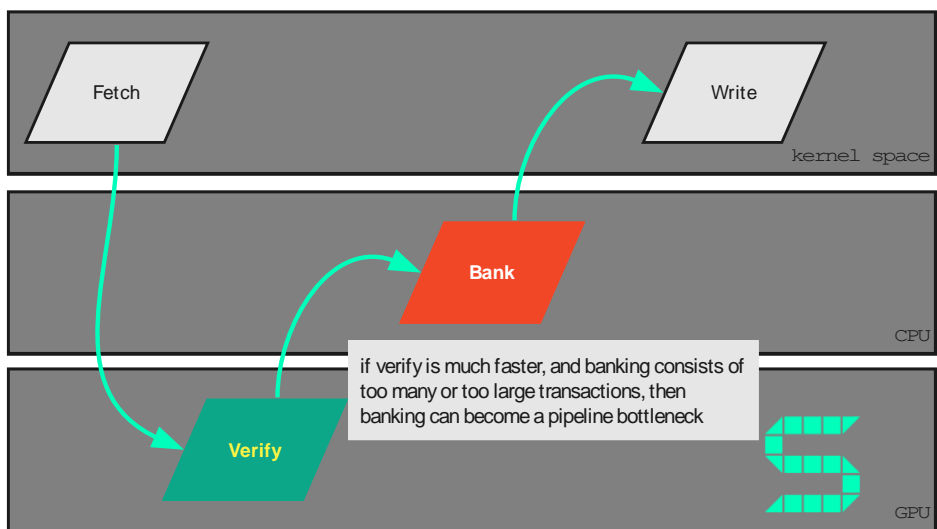 Fetch
Write
kernel space
Bank
CPU
if verify is much faster, and banking consists of
too many or too large transactions, then
banking can become a pipeline bottleneck
Verify
GPU